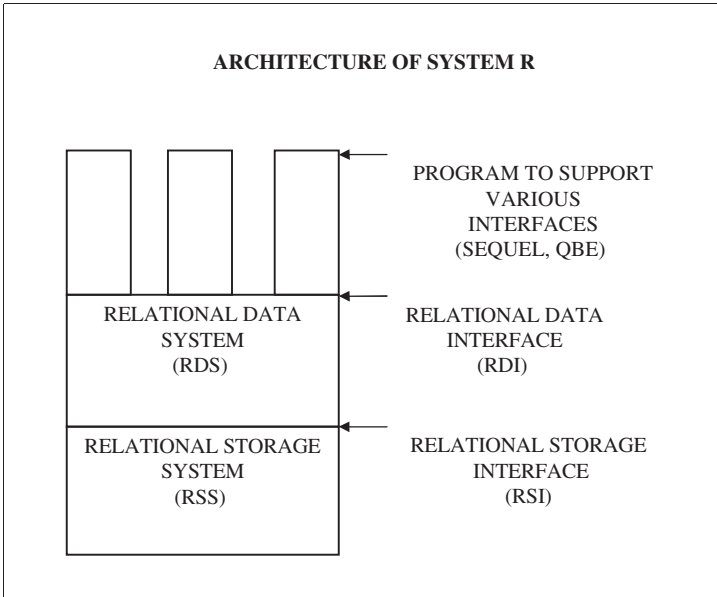 ARCHITECTURE OF SYSTEM R
PROGRAM TO SUPPORT
VARIOUS
INTERFACES
(SEQUEL, QBE)
RELATIONAL DATA
SYSTEM
(RDS)
RELATIONAL DATA
INTERFACE
(RDI)
RELATIONAL STORAGE
SYSTEM
(RSS)
RELATIONAL STORAGE
INTERFACE
(RSI)